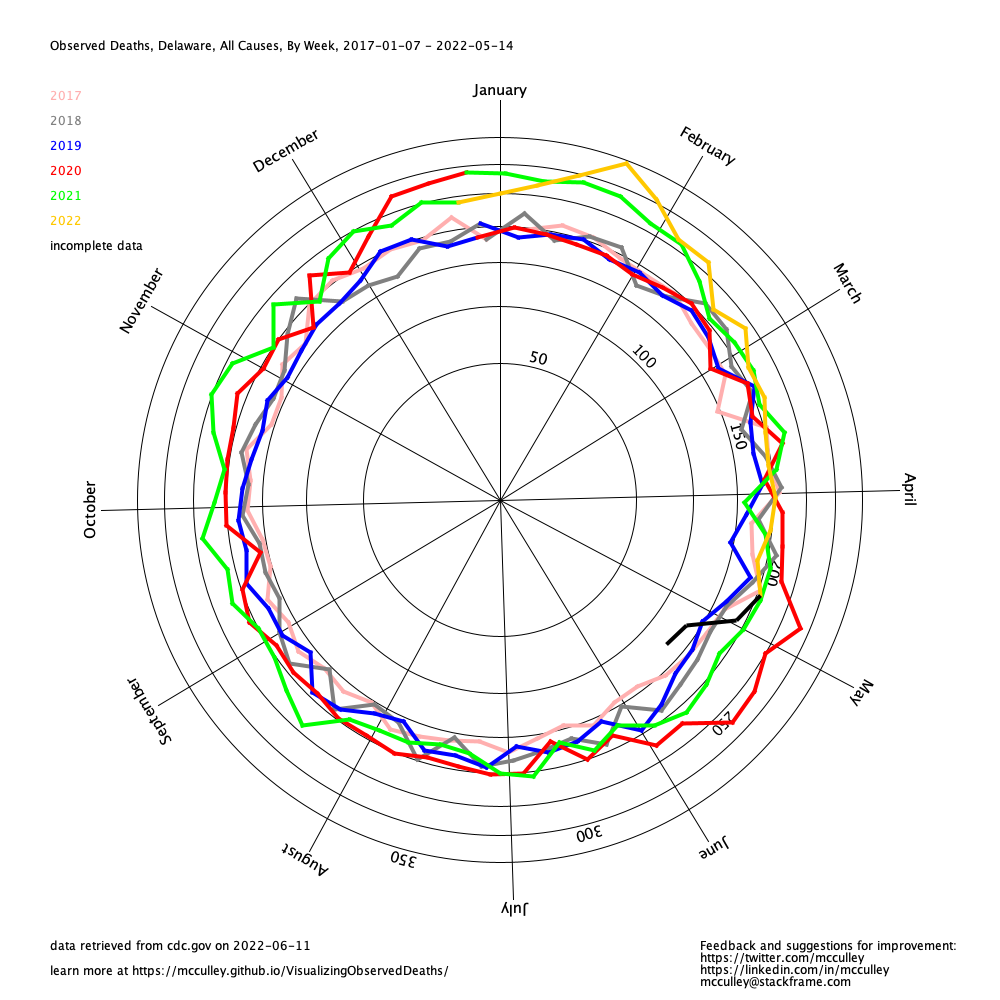 Observed Deaths, Delaware, All Causes, By Week, 2017-01-07 - 2022-05-14
January
2017
2018
2019
2020
2021
2022
incomplete data
December
February
November
March
50
100
150
October
April
200
September
May
250
300
350
August
June
July
data retrieved from cdc.gov on 2022-06-11
learn more at https://mcculley.github.io/VisualizingObservedDeaths/
Feedback and suggestions for improvement:
https://twitter.com/mcculley
https://linkedin.com/in/mcculley
mcculley@stackframe.com